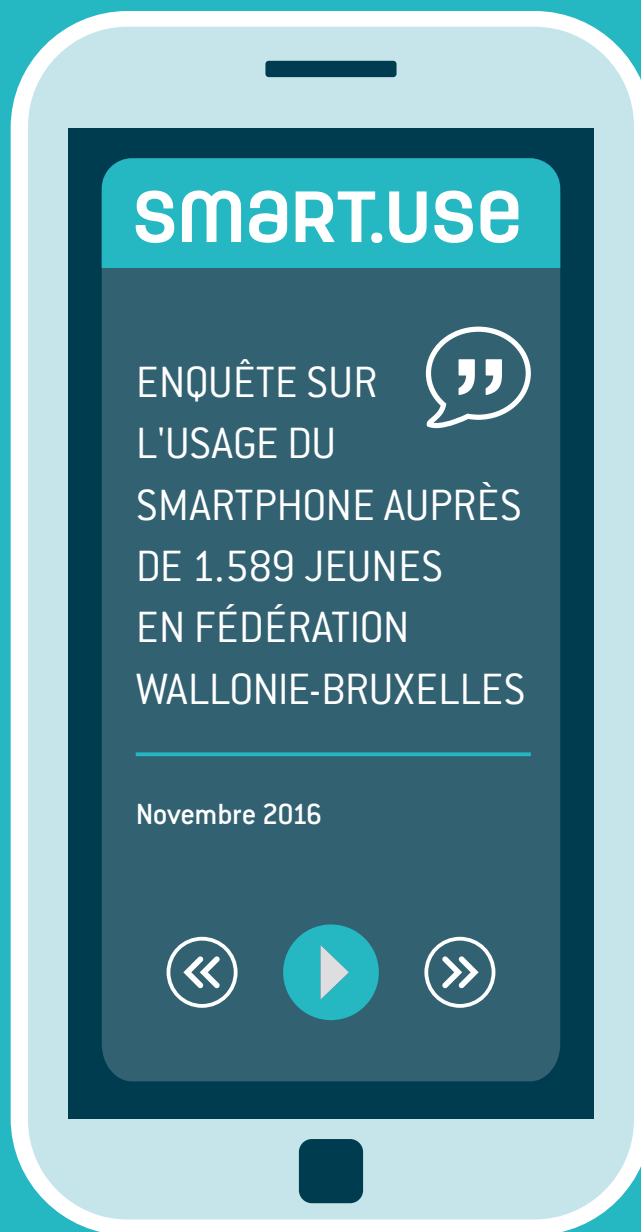 smart.use
ENQUÊTE SUR
L'USAGE DU
SMARTPHONE AUPRÈS
DE 1.589 JEUNES
EN FÉDÉRATION
WALLONIE-BRUXELLES
Novembre 2016